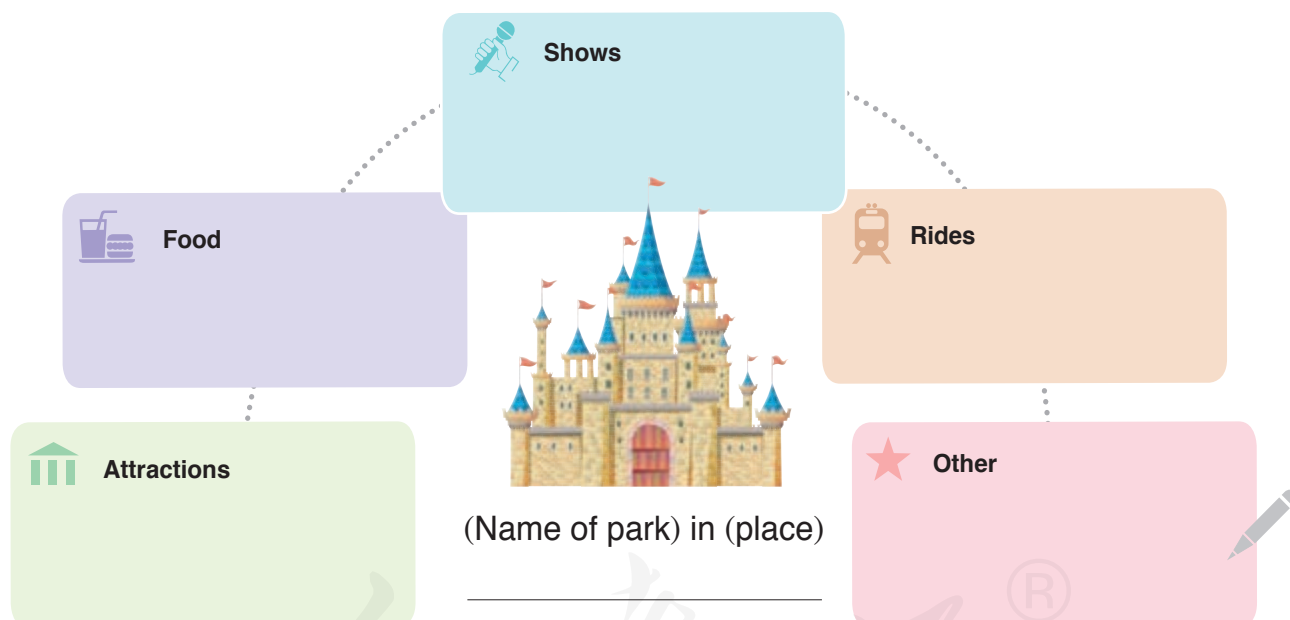 Shows
Food
Rides
Attractions
Other
(Name of park) in (place)
®